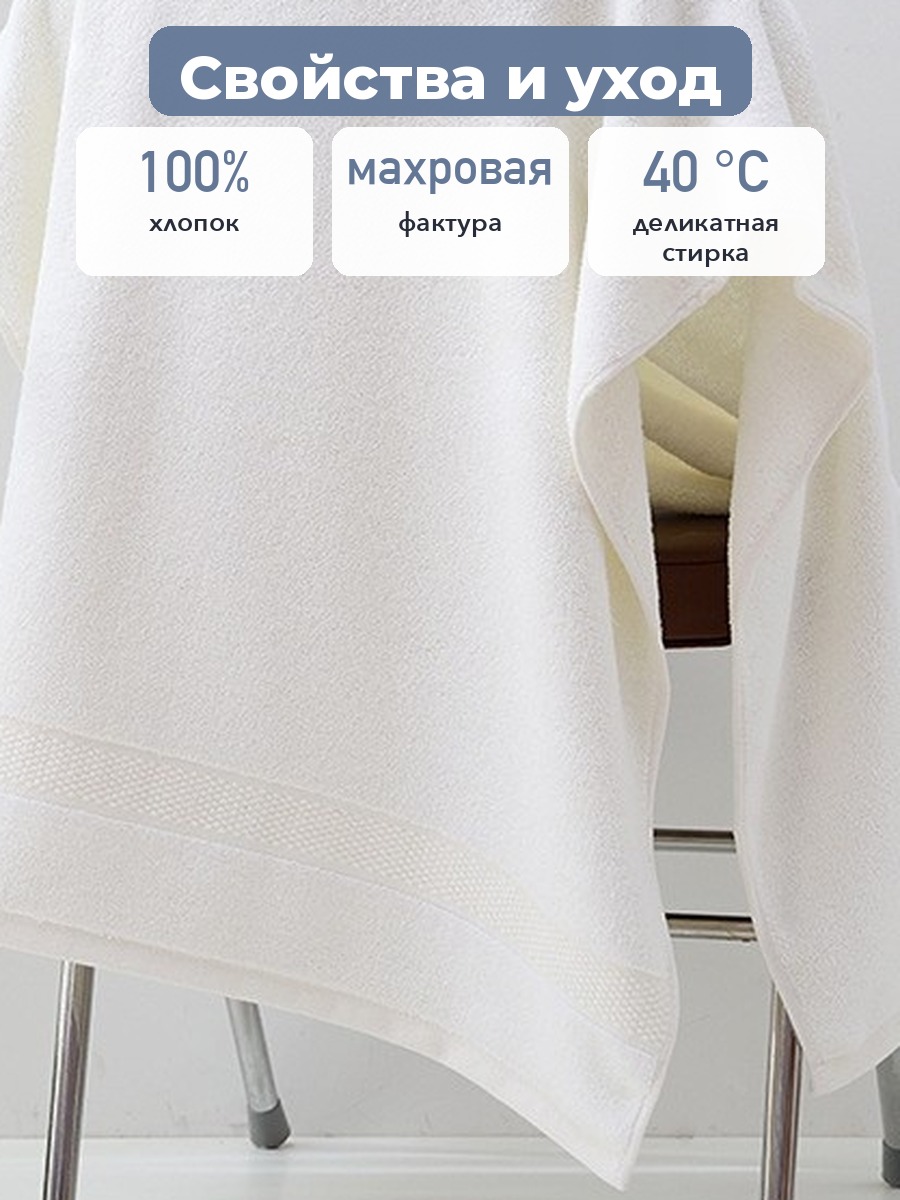 Свойства и уход
100%
хлопок
махровая
фактура
40 °C
деликатная
стирка